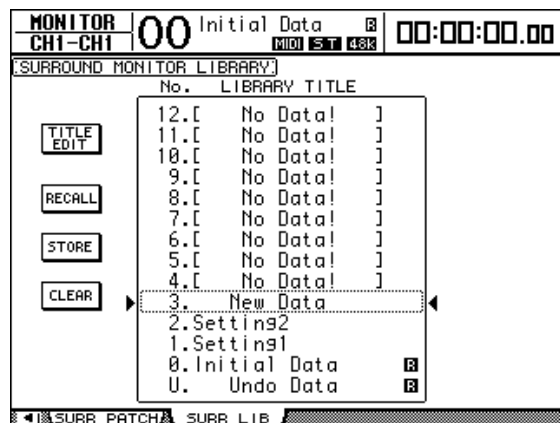 MONITOR
CH1-CH1
00 Initial Data R
MIDI ST 48k
00:00:00.00
SURROUND MONITOR LIBRARY
No. LIBRARY TITLE
12.[ No Data! ]
TITLE EDIT
11.[ No Data! ]
10.[ No Data! ]
9.[ No Data! ]
RECALL
8.[ No Data! ]
7.[ No Data! ]
STORE
6.[ No Data! ]
5.[ No Data! ]
4.[ No Data! ]
CLEAR
3. New Data
2.Setting2
1.Setting1
0.Initial Data R
U. Undo Data R
SURR PATCH
SURR LIB